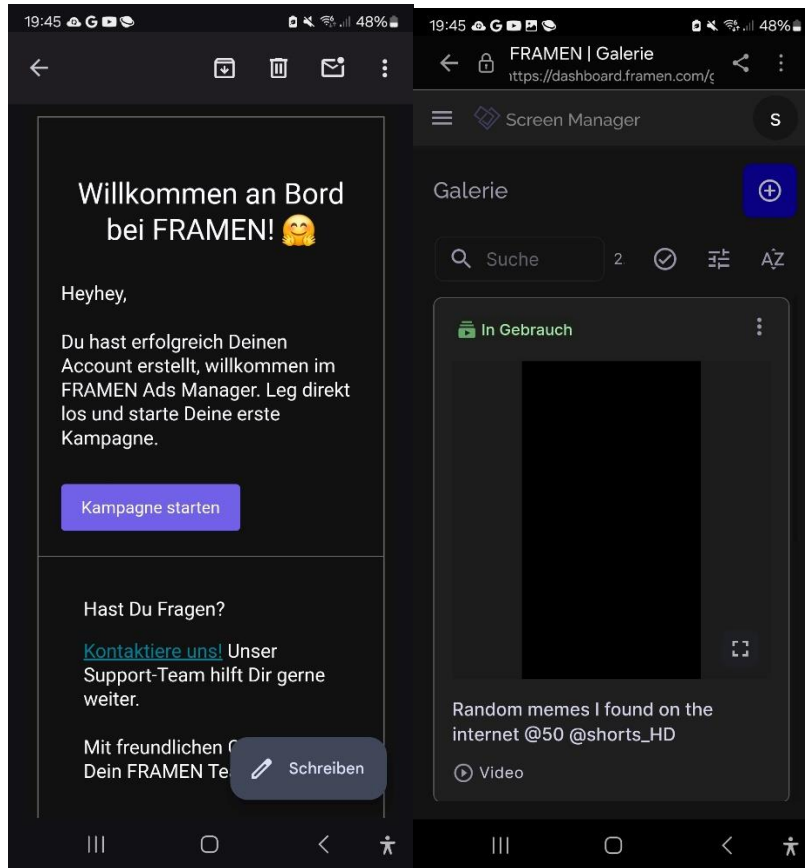 19:45
48%
Willkommen an Bord
bei FRAMEN! 🤗
Heyhey,
Du hast erfolgreich Deinen
Account erstellt, willkommen im
FRAMEN Ads Manager. Leg direkt
los und starte Deine erste
Kampagne.
Kampagne starten
Hast Du Fragen?
Kontaktiere uns! Unser
Support-Team hilft Dir gerne
weiter.
Mit freundlichen
Dein FRAMEN
Schreiben
19:45
48%
FRAMEN | Galerie
https://dashboard.framen.com/g
Screen Manager
S
Galerie
Suche
2
AZ
In Gebrauch
Random memes I found on the
internet @50 @shorts_HD
Video